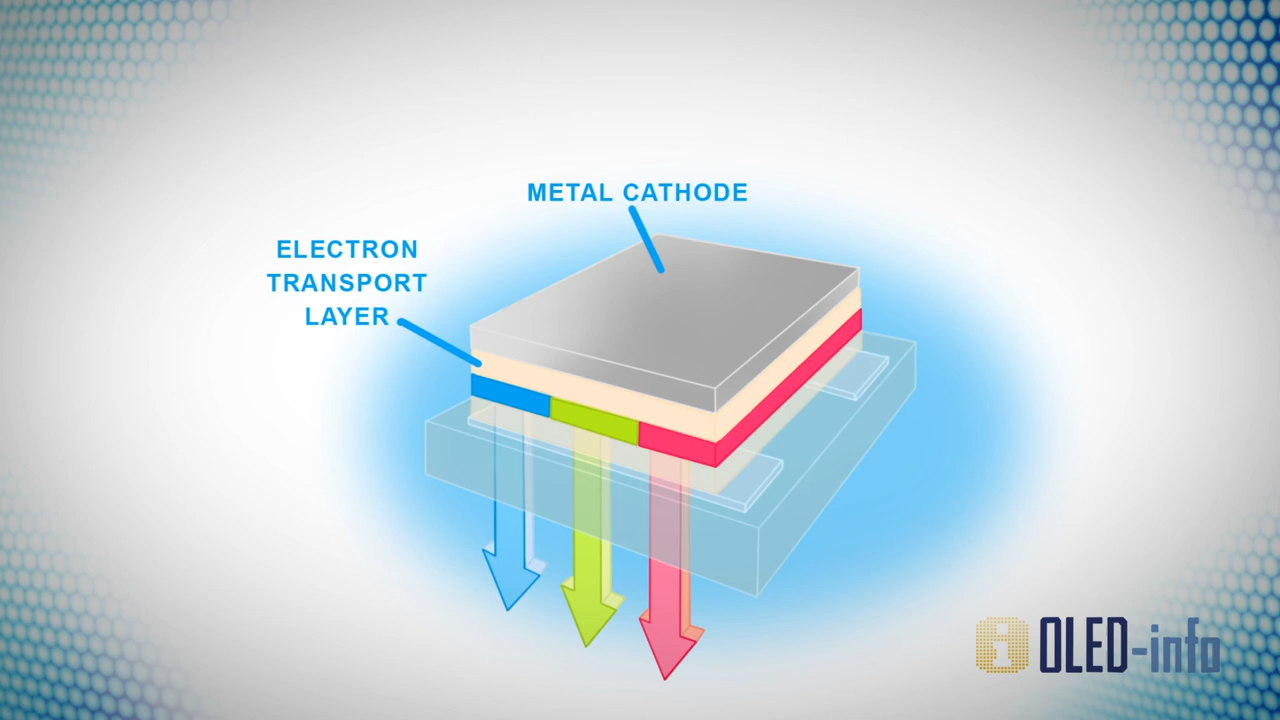 METAL CATHODE
ELECTRON
TRANSPORT
LAYER
i OLED-info